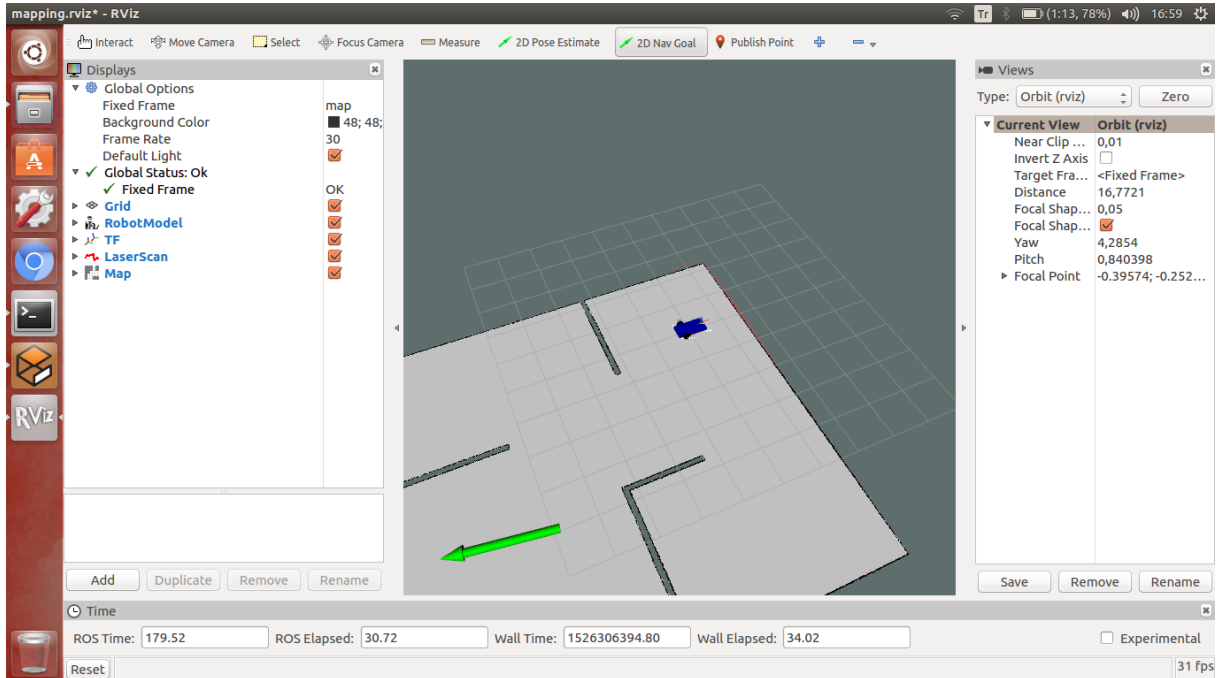 mapping.rviz* - RViz
Tr
(1:13, 78%)
16:59
Interact
Move Camera
Select
Focus Camera
Measure
2D Pose Estimate
2D Nav Goal
Publish Point
Displays
Global Options
Fixed Frame map
Background Color 48; 48;
Frame Rate 30
Default Light
Global Status: Ok
Fixed Frame OK
Grid
RobotModel
TF
LaserScan
Map
Add
Duplicate
Remove
Rename
Views
Type: Orbit (rviz)
Zero
Current View Orbit (rviz)
Near Clip ... 0,01
Invert Z Axis
Target Fra... <Fixed Frame>
Distance 16,7721
Focal Shap... 0,05
Focal Shap...
Yaw 4,2854
Pitch 0,840398
Focal Point -0.39574; -0.252...
Save
Remove
Rename
RViz
Time
ROS Time: 179.52
ROS Elapsed: 30.72
Wall Time: 1526306394.80
Wall Elapsed: 34.02
Experimental
Reset
31 fps